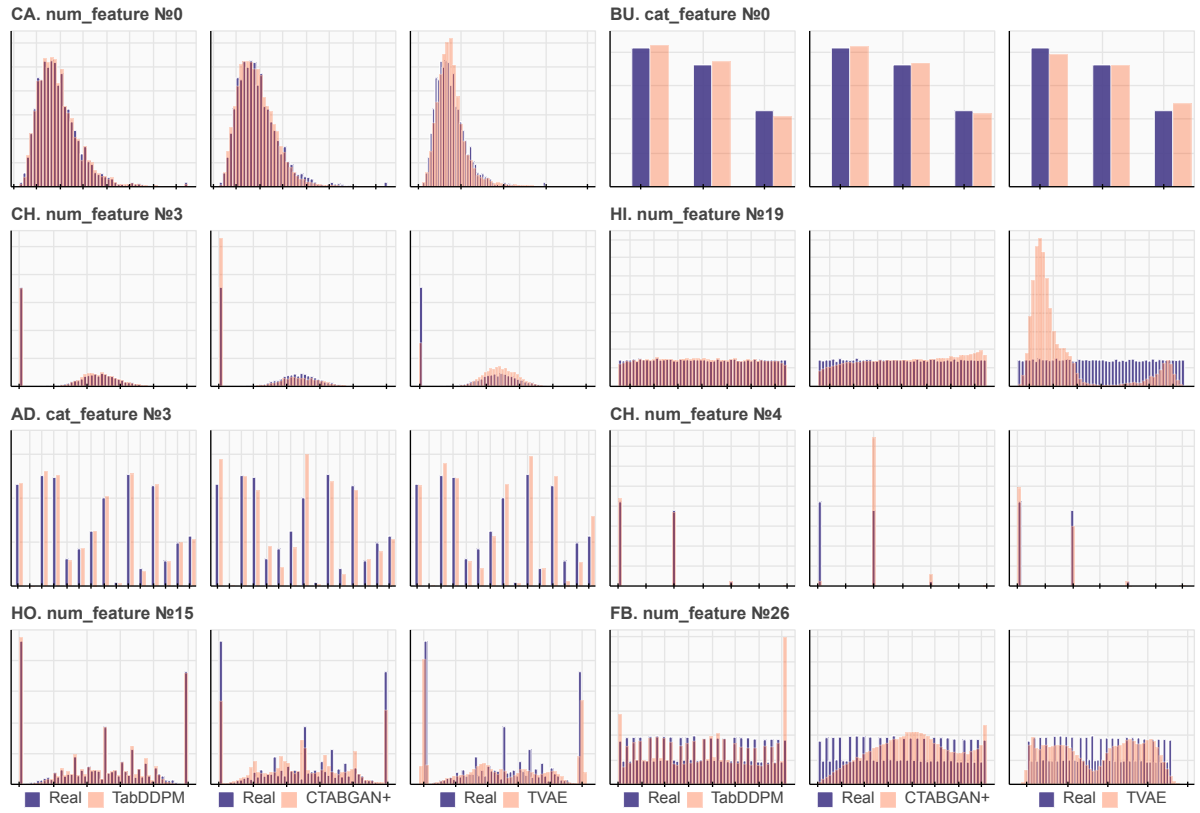 CA. num_feature №0
BU. cat_feature №0
CH. num_feature №3
HI. num_feature №19
AD. cat_feature №3
CH. num_feature №4
HO. num_feature №15
FB. num_feature №26
Real TabDDPM
Real CTABGAN+
Real TVAE
Real TabDDPM
Real CTABGAN+
Real TVAE